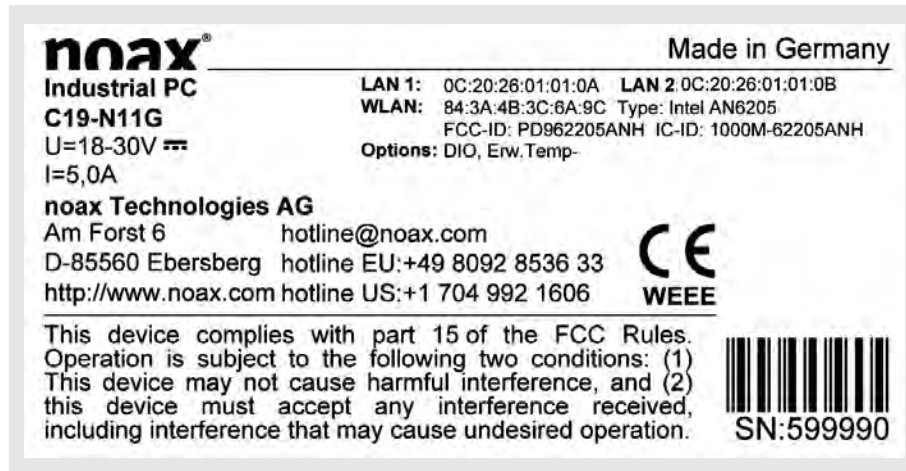 noax® Made in Germany
Industrial PC
C19-N11G
U=18-30V
I=5,0A
LAN 1: 0C:20:26:01:01:0A LAN 2:0C:20:26:01:01:0B
WLAN: 84:3A:4B:3C:6A:9C Type: Intel AN6205
FCC-ID: PD962205ANH IC-ID: 1000M-62205ANH
Options: DIO, Erw.Temp-
noax Technologies AG
Am Forst 6 hotline@noax.com
D-85560 Ebersberg hotline EU:+49 8092 8536 33
http://www.noax.com hotline US:+1 704 992 1606
CE
WEEE
This device complies with part 15 of the FCC Rules.
Operation is subject to the following two conditions: (1)
This device may not cause harmful interference, and (2)
this device must accept any interference received,
including interference that may cause undesired operation.
SN:599990